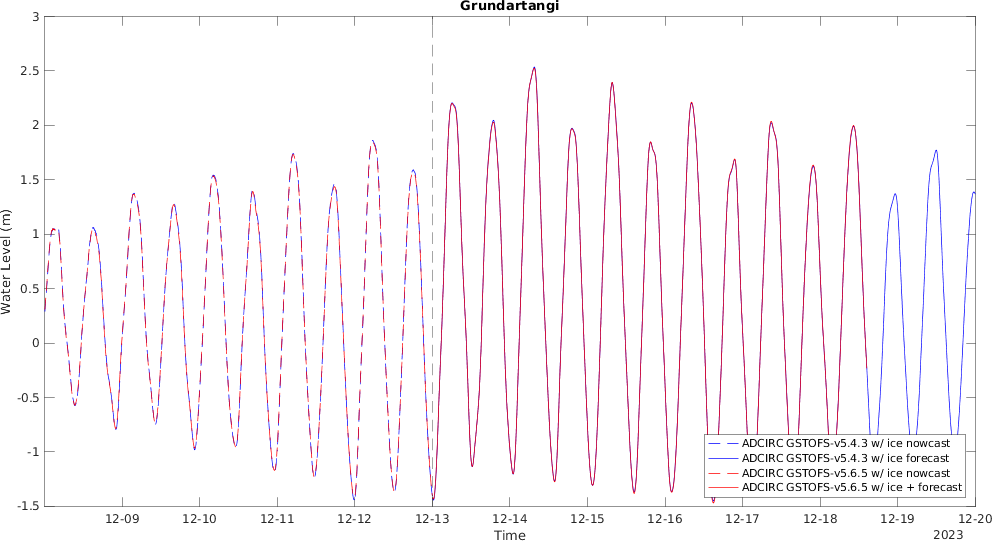 Grundartangi
3
2.5
2
1.5
1
0.5
0
-0.5
-1
-1.5
Water Level (m)
ADCIRC GSTOFS-v5.4.3 w/ ice nowcast
ADCIRC GSTOFS-v5.4.3 w/ ice forecast
ADCIRC GSTOFS-v5.6.5 w/ ice nowcast
ADCIRC GSTOFS-v5.6.5 w/ ice + forecast
12-09 12-10 12-11 12-12 12-13 12-14 12-15 12-16 12-17 12-18 12-19 12-20
Time
2023